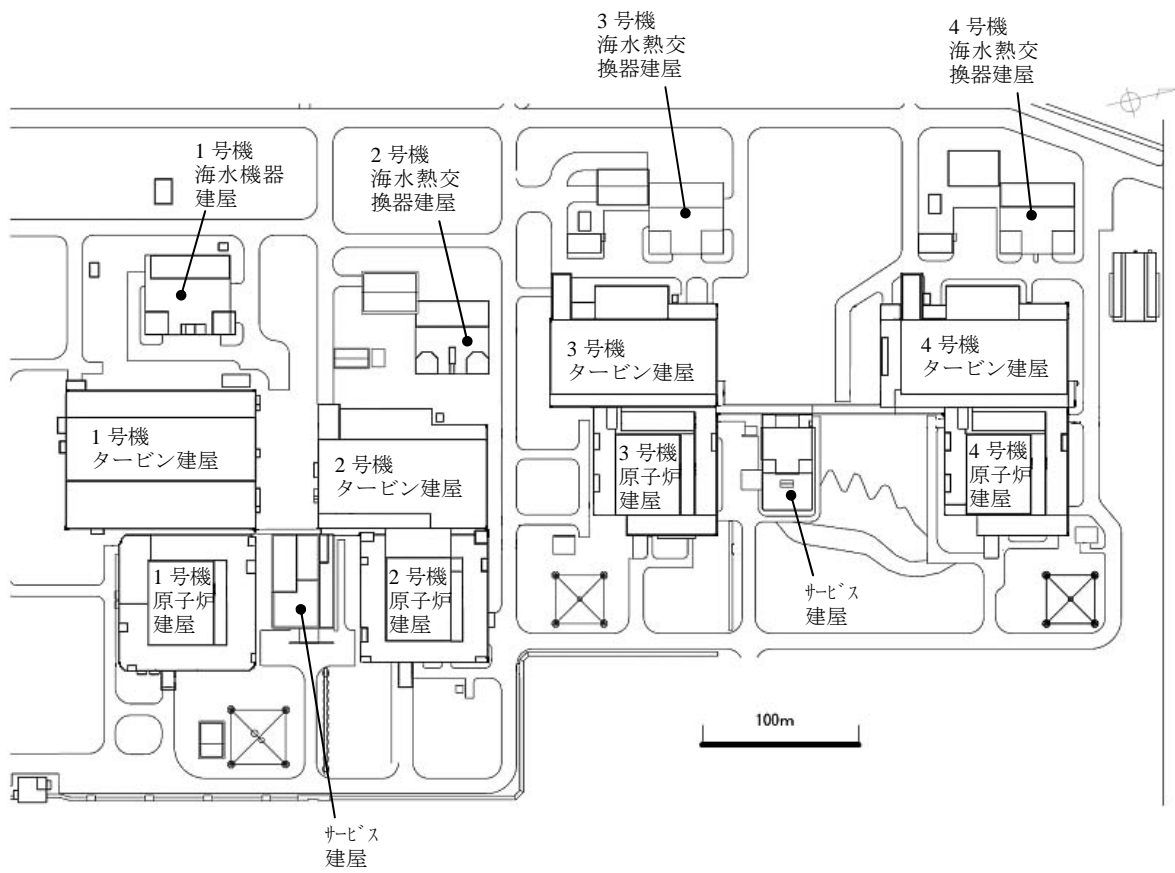 3 号機
海水熱交
換器建屋
4 号機
海水熱交
換器建屋
1 号機
海水機器
建屋
2 号機
海水熱交
換器建屋
3 号機
タービン建屋
4 号機
タービン建屋
1 号機
タービン建屋
2 号機
タービン建屋
3 号機
原子炉
建屋
4 号機
原子炉
建屋
1 号機
原子炉
建屋
2 号機
原子炉
建屋
サービス
建屋
100m
サービス
建屋